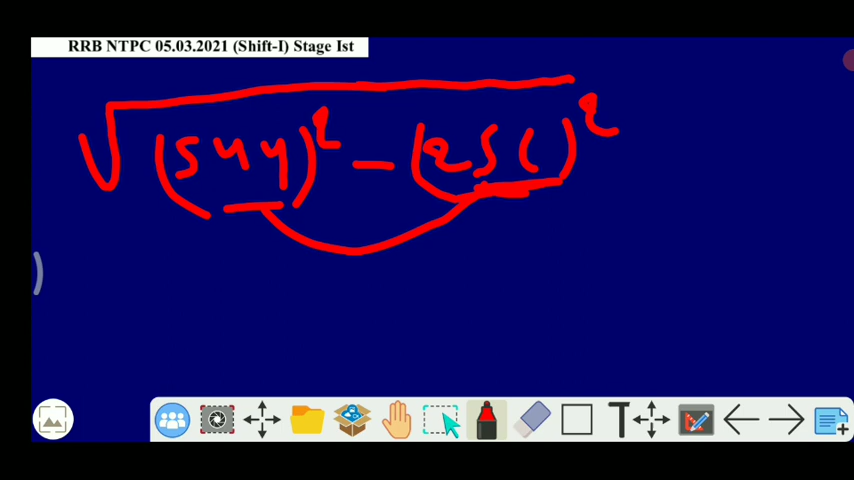 RRB NTPC 05.03.2021 (Shift-I) Stage Ist
√(544)² - (256)²
T